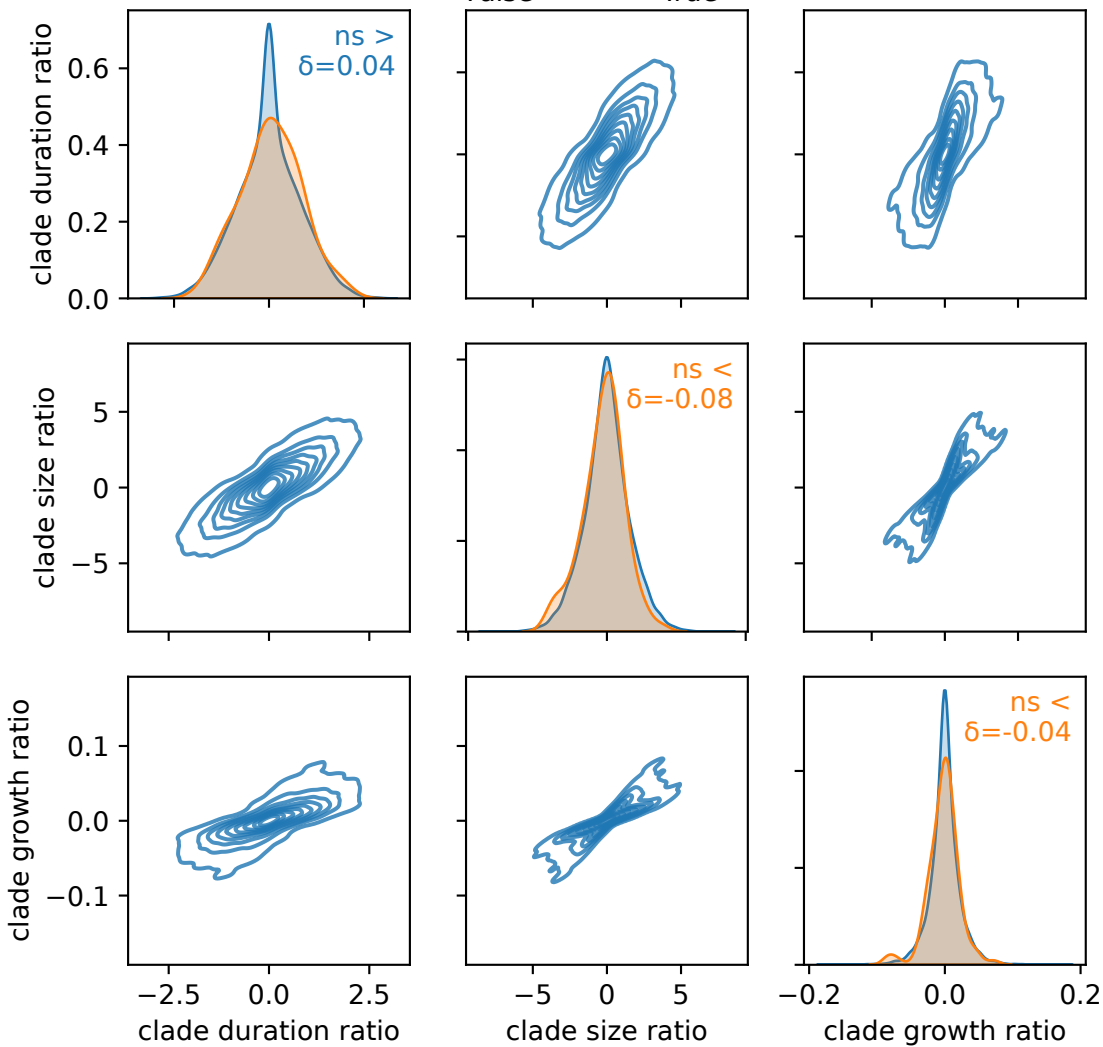 clade duration ratio
0.6
0.4
0.2
0.0
ns >
δ=0.04
clade size ratio
5
0
−5
ns <
δ=-0.08
clade growth ratio
0.1
0.0
−0.1
ns <
δ=-0.04
−2.5 0.0 2.5
−5 0 5
−0.2 0.0 0.2
clade duration ratio
clade size ratio
clade growth ratio